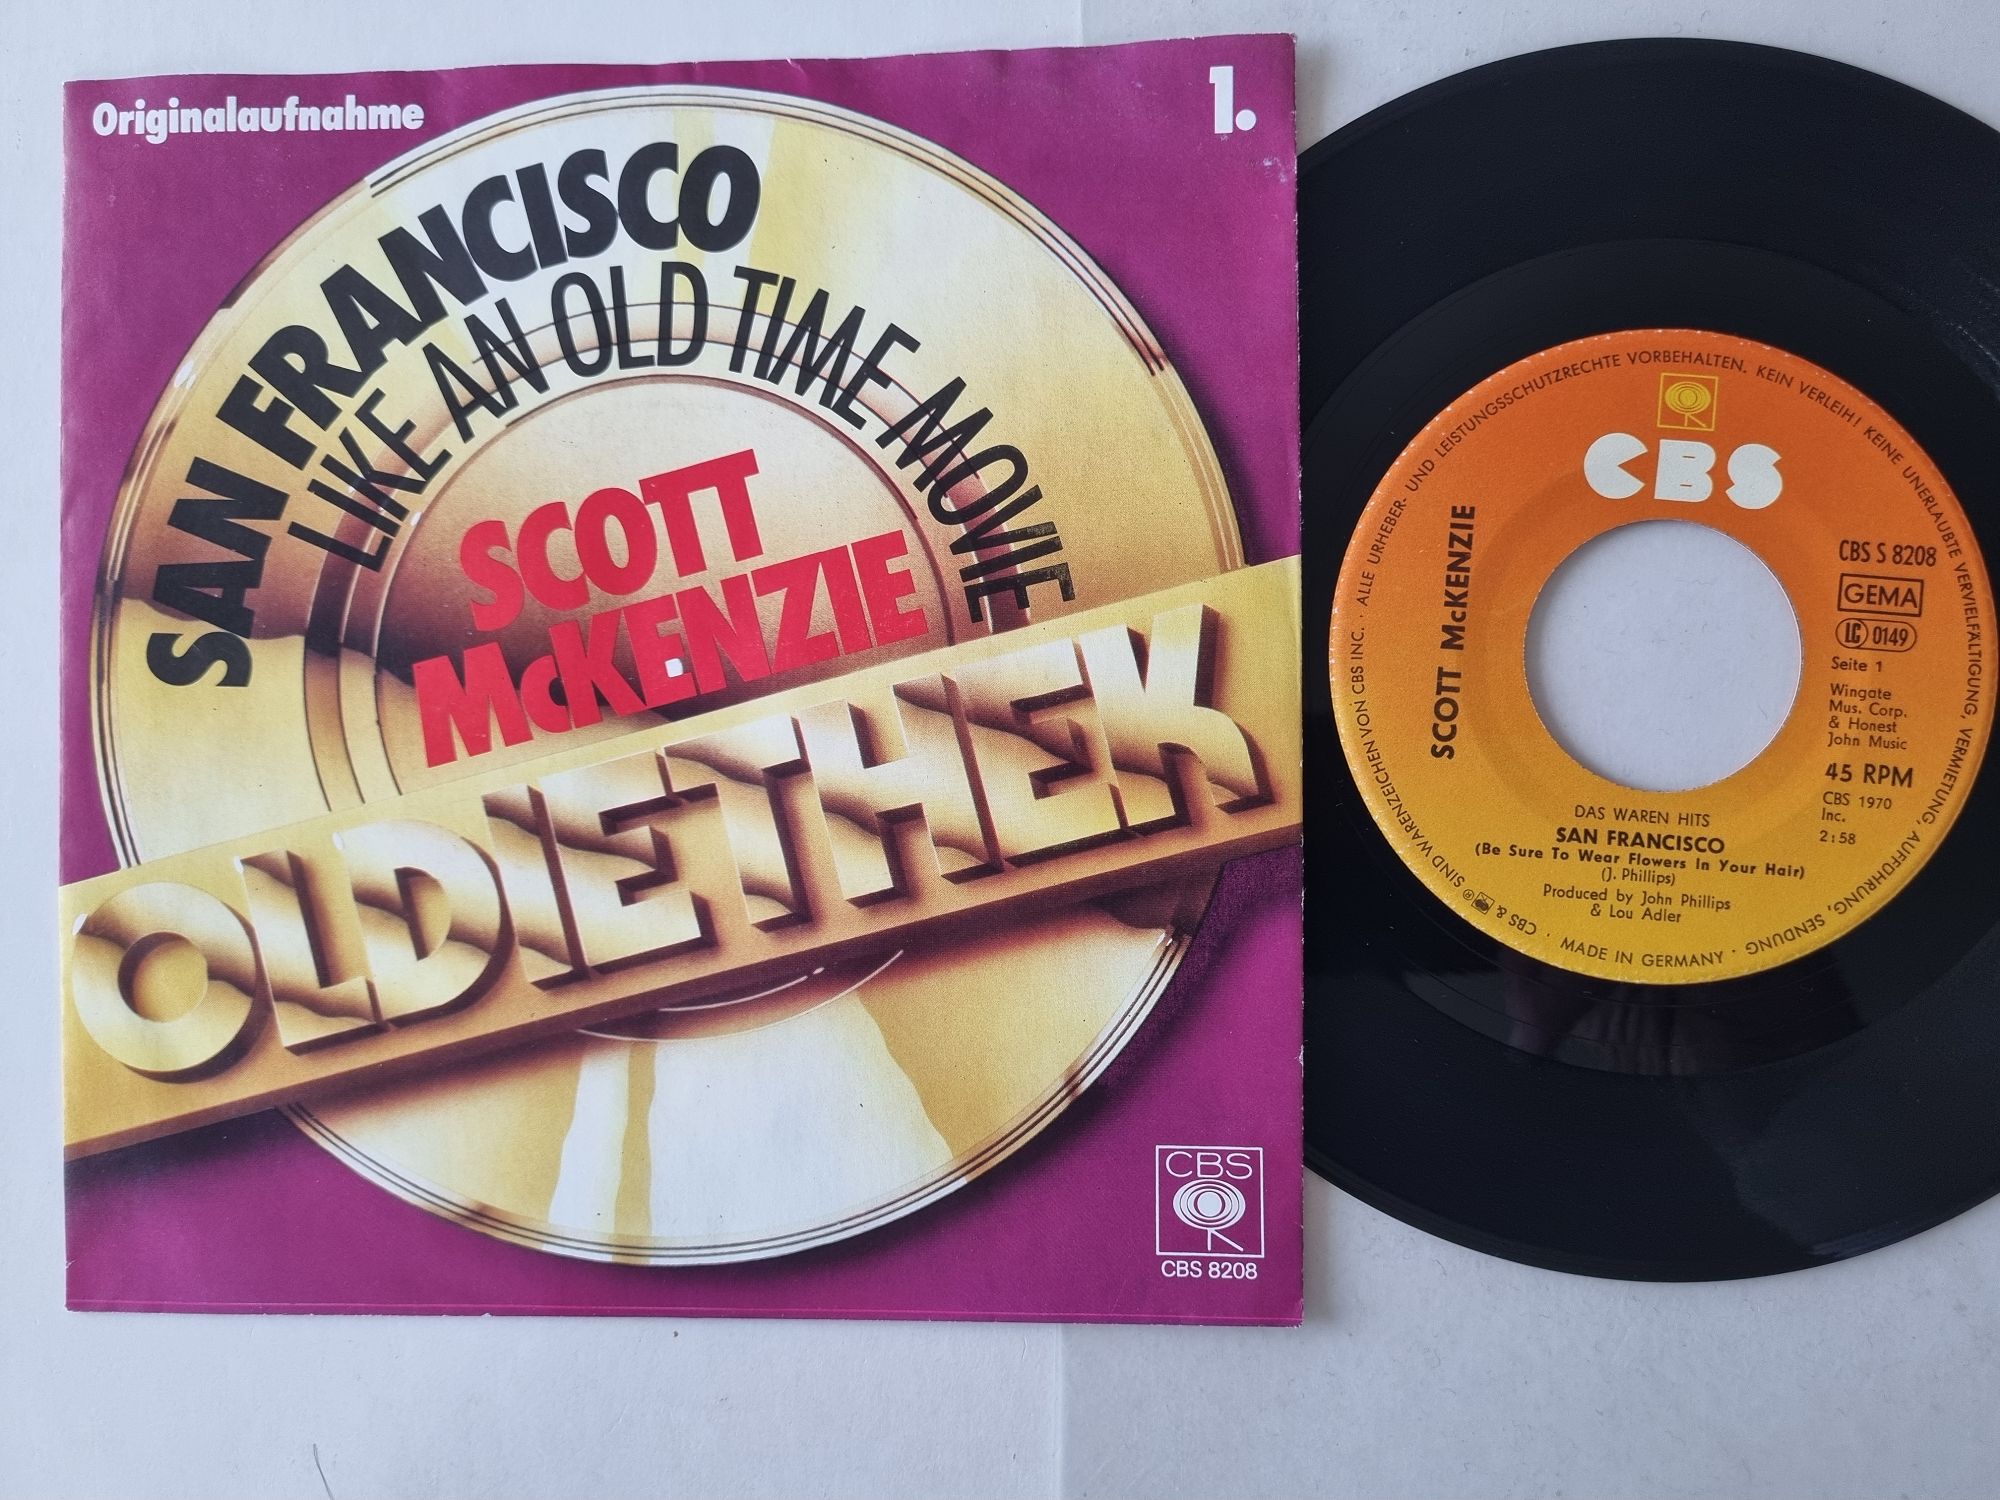 Originalaufnahme
1.
SAN FRANCISCO
LIKE AN OLD TIME MOVIE
SCOTT
McKENZIE
OLDIETHEK
CBS
CBS 8208
ALLE URHEBER- UND LEISTUNGSSCHUTZRECHTE VORBEHALTEN. KEIN VERLEIH! KEINE UNERLAUBTE VERVIELFÄLTIGUNG, VERMIETUNG, AUFFÜHRUNG, SENDUNG ·
MADE IN GERMANY ·
CBS & ℗ SIND WARENZEICHEN VON CBS INC. ·
CBS
SCOTT McKENZIE
CBS S 8208
GEMA
LC 0149
Seite 1
Wingate
Mus. Corp.
& Honest
John Music
45 RPM
CBS 1970
Inc.
2:58
DAS WAREN HITS
SAN FRANCISCO
(Be Sure To Wear Flowers In Your Hair)
(J. Phillips)
Produced by John Phillips
& Lou Adler